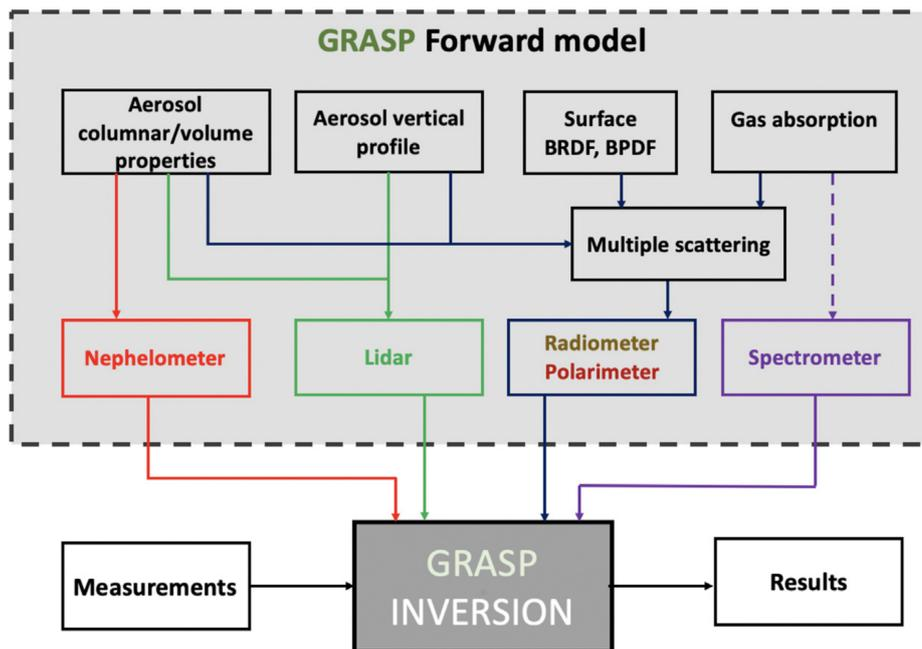 GRASP Forward model
Aerosol
columnar/volume
properties
Aerosol vertical
profile
Surface
BRDF, BPDF
Gas absorption
Multiple scattering
Nephelometer
Lidar
Radiometer
Polarimeter
Spectrometer
Measurements
GRASP
INVERSION
Results